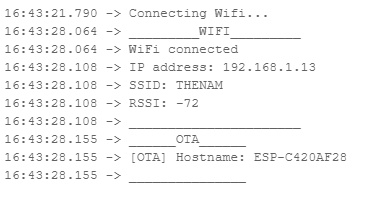 16:43:21.790 -> Connecting Wifi...
16:43:28.064 -> _________WIFI_________
16:43:28.064 -> WiFi connected
16:43:28.108 -> IP address: 192.168.1.13
16:43:28.108 -> SSID: THENAM
16:43:28.108 -> RSSI: -72
16:43:28.108 -> ______________________
16:43:28.155 -> ______OTA______
16:43:28.155 -> [OTA] Hostname: ESP-C420AF28
16:43:28.155 -> _______________